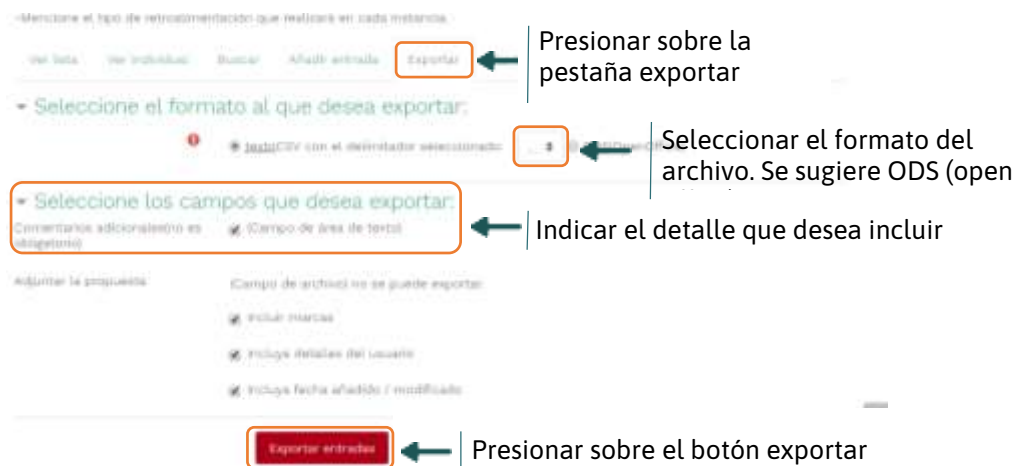 -Mencione el tipo de retroalimentación que realizará en cada instancia.
Ver lista Ver individual Buscar Añadir entrada Exportar
Presionar sobre la
pestaña exportar
Seleccione el formato al que desea exportar:
textoCSV con el delimitador seleccionado
Seleccionar el formato del
archivo. Se sugiere ODS (open
Seleccione los campos que desea exportar:
Comentarios adicionales(no es
obligatorio)
(Campo de área de texto)
Indicar el detalle que desea incluir
Adjuntar la propuesta
(Campo de archivo) no se puede exportar.
Incluir marcas
Incluya detalles del usuario
Incluya fecha añadido / modificado
Exportar entradas
Presionar sobre el botón exportar